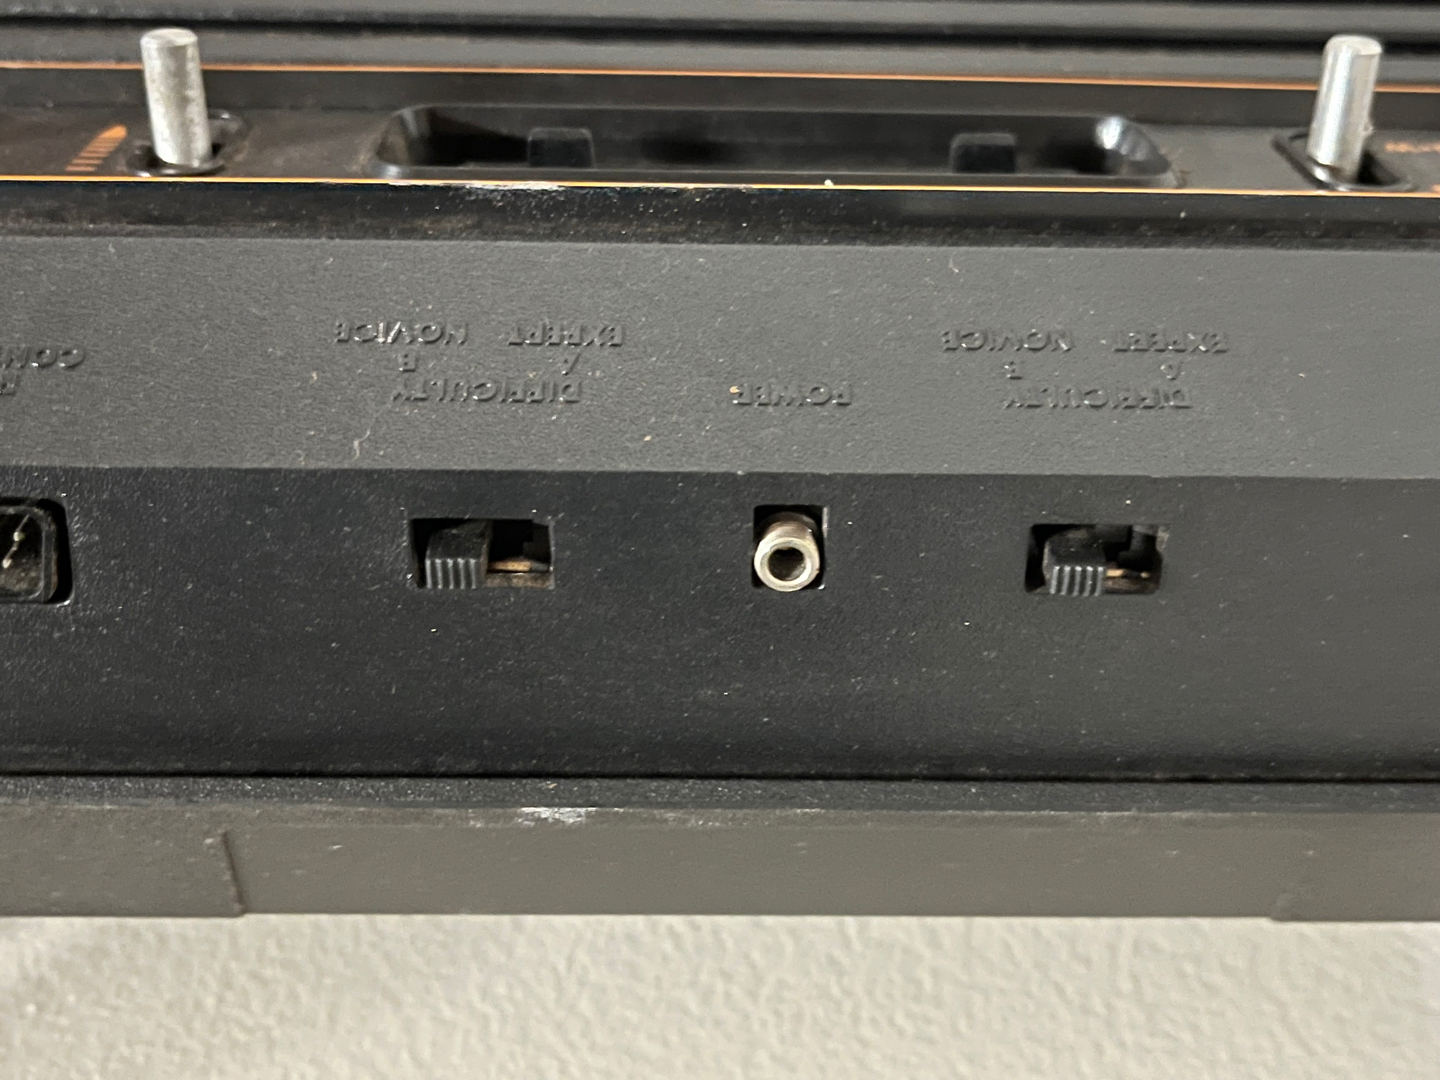 DIFFICULTY
A B
EXPERT NOVICE
POWER
DIFFICULTY
A B
EXPERT NOVICE